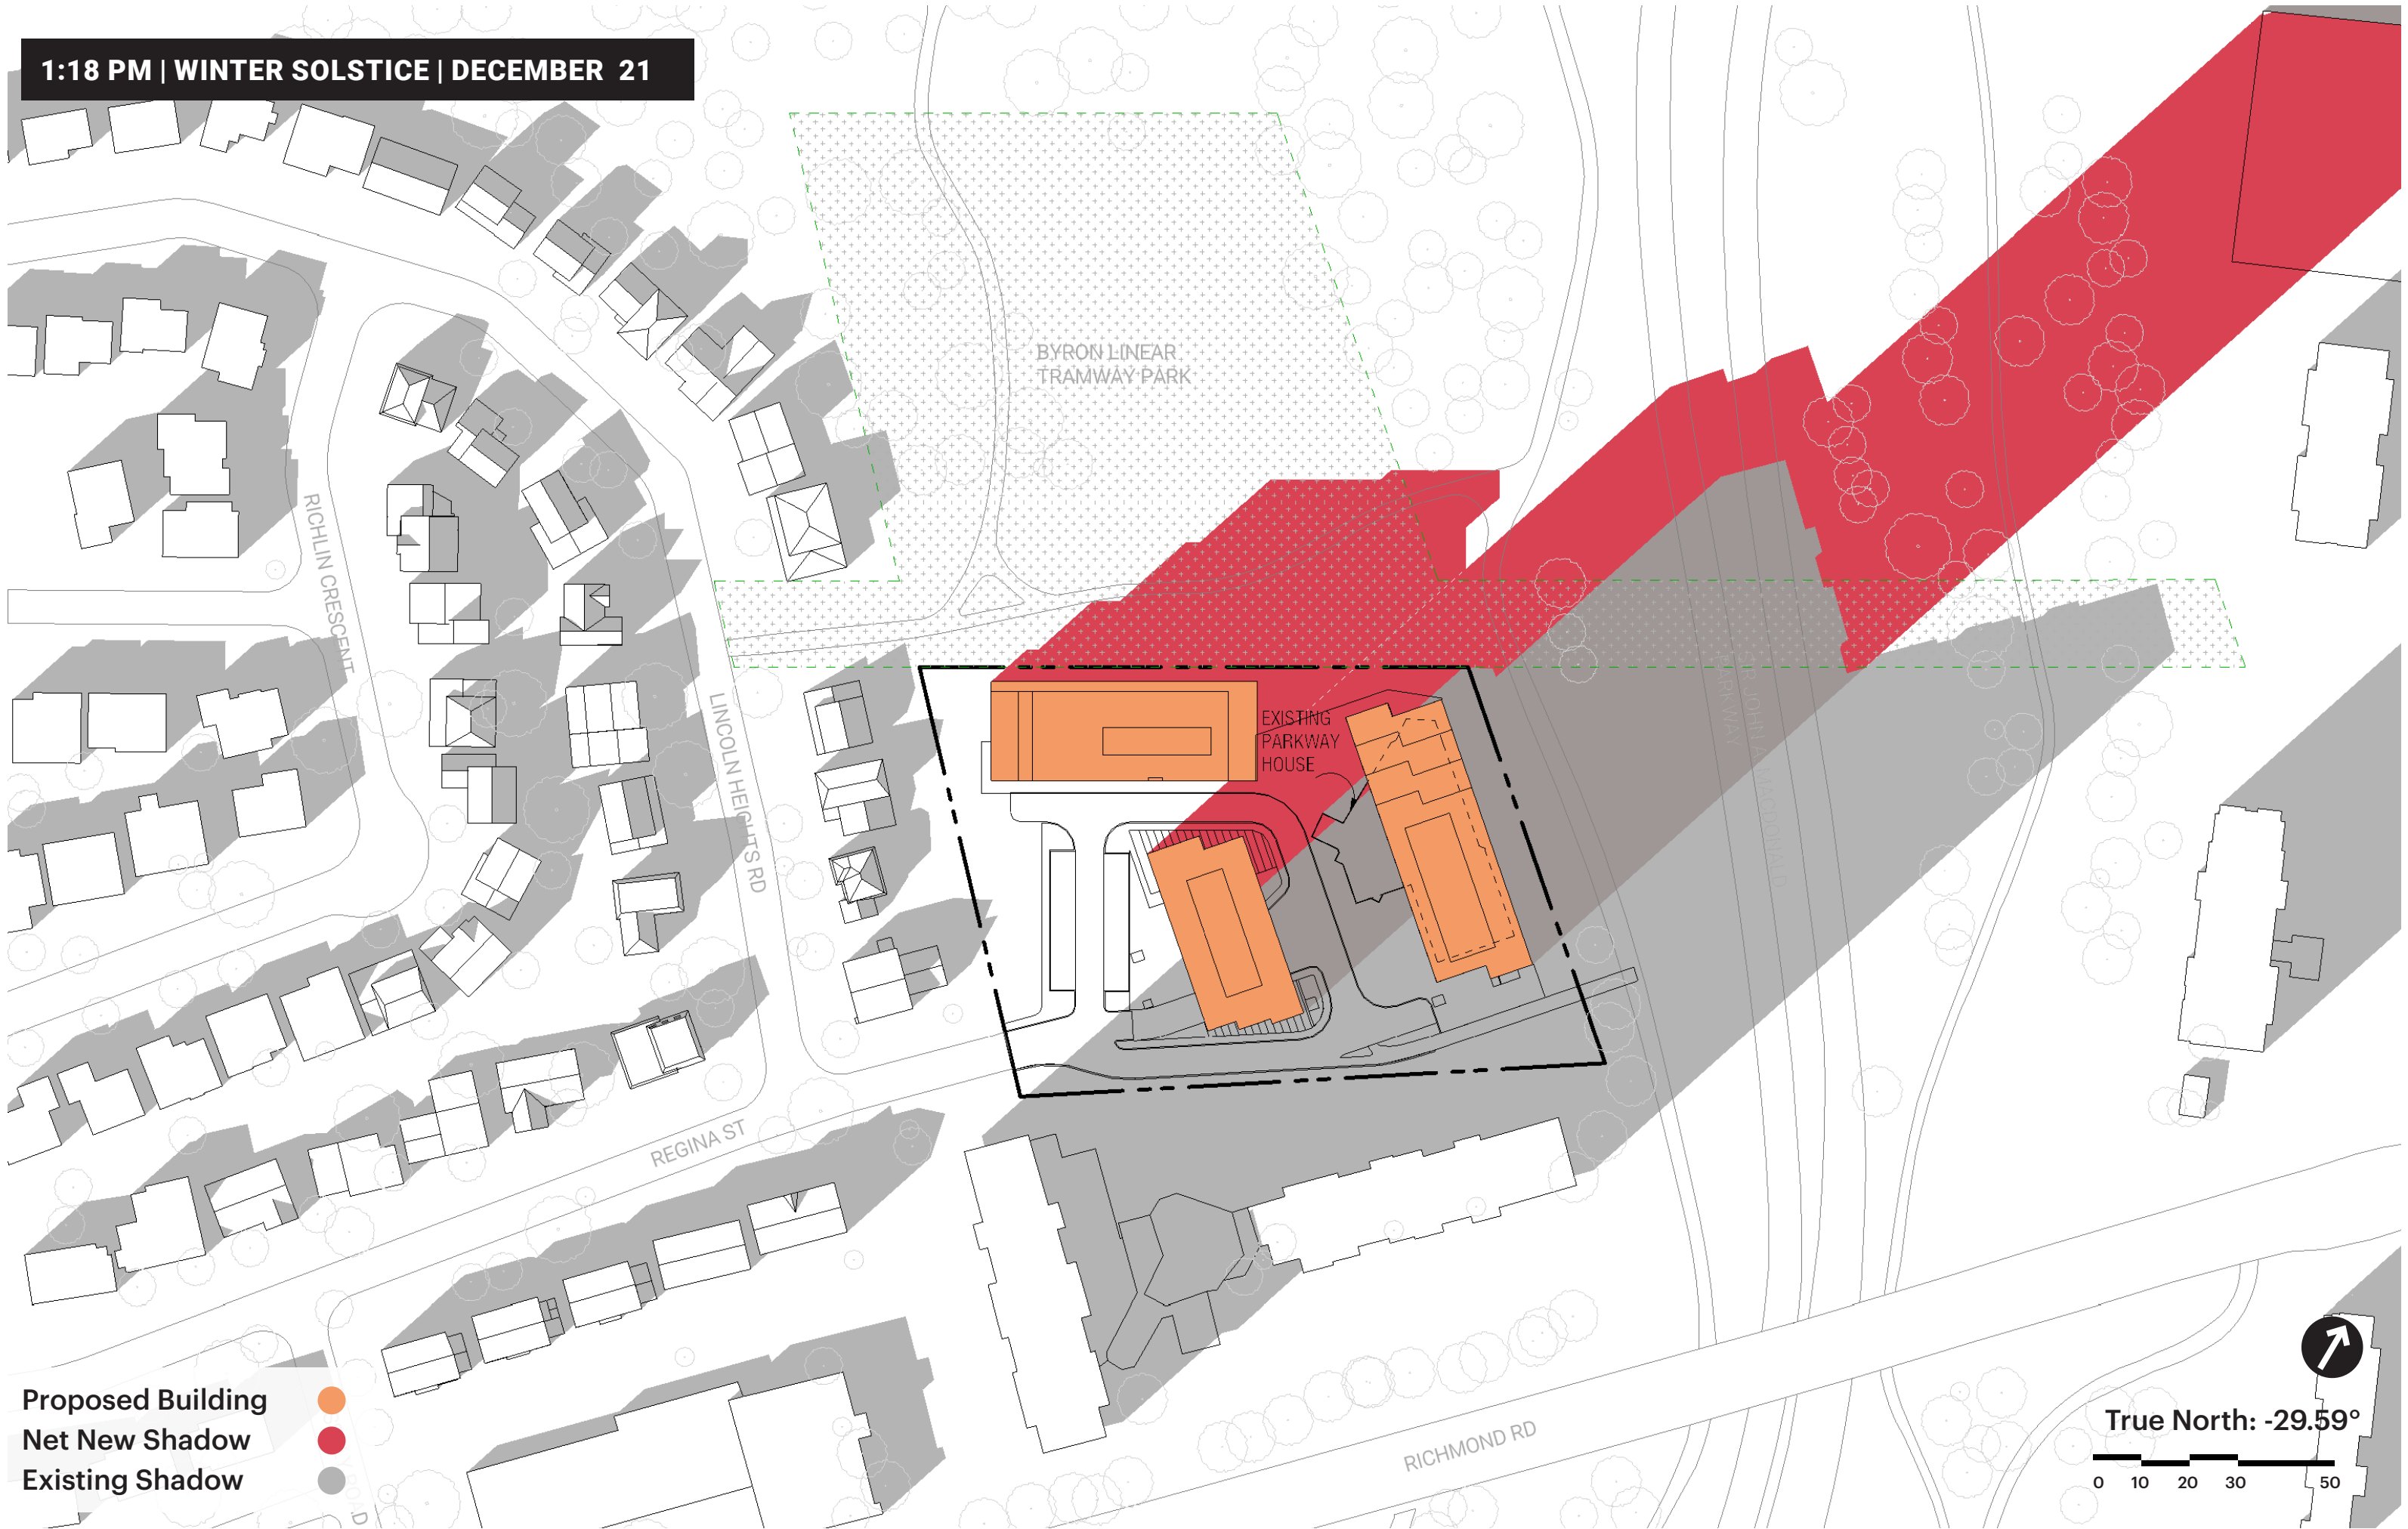 1:18 PM | WINTER SOLSTICE | DECEMBER 21
BYRON LINEAR
TRAMWAY PARK
RICHLIN CRESCENT
LINCOLN HEIGHTS RD
EXISTING
PARKWAY
HOUSE
PARKWAY
REGINA ST
RICHMOND RD
Proposed Building
Net New Shadow
Existing Shadow
True North: -29.59°
0 10 20 30 50